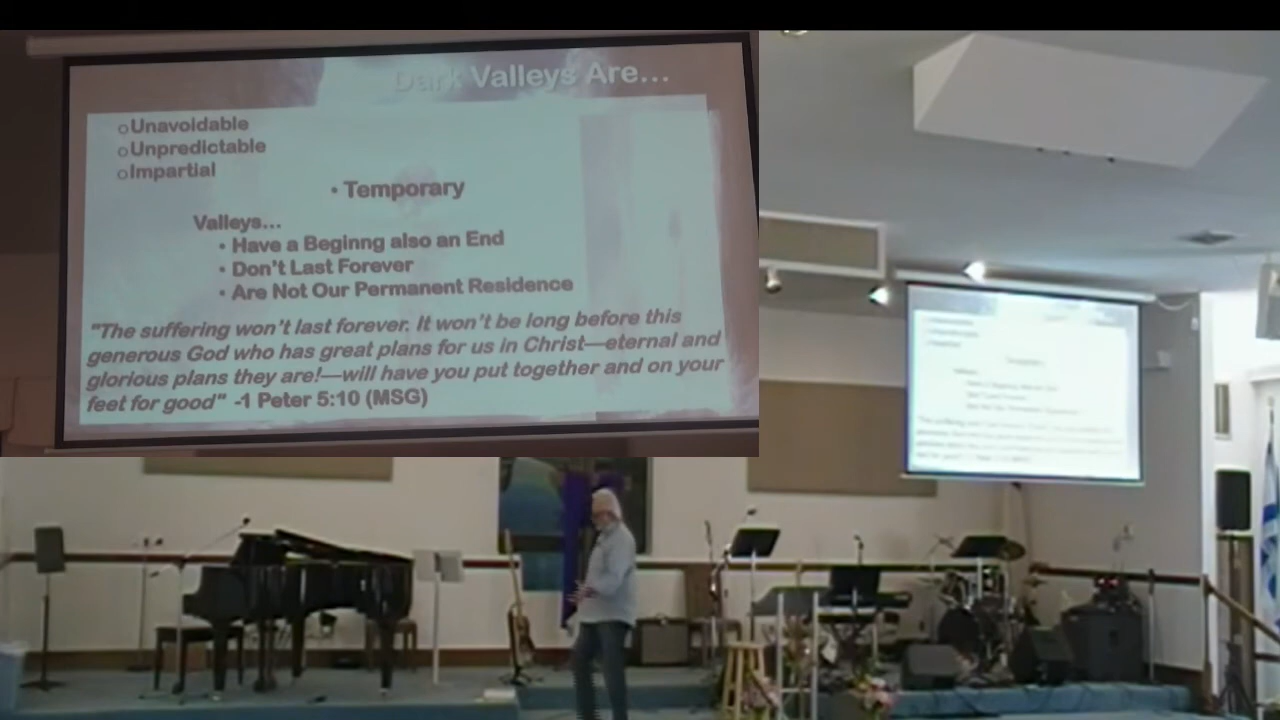 Dark Valleys Are...
oUnavoidable
oUnpredictable
oImpartial
• Temporary
Valleys...
• Have a Beginng also an End
• Don't Last Forever
• Are Not Our Permanent Residence
"The suffering won't last forever. It won't be long before this
generous God who has great plans for us in Christ—eternal and
glorious plans they are!—will have you put together and on your
feet for good" -1 Peter 5:10 (MSG)